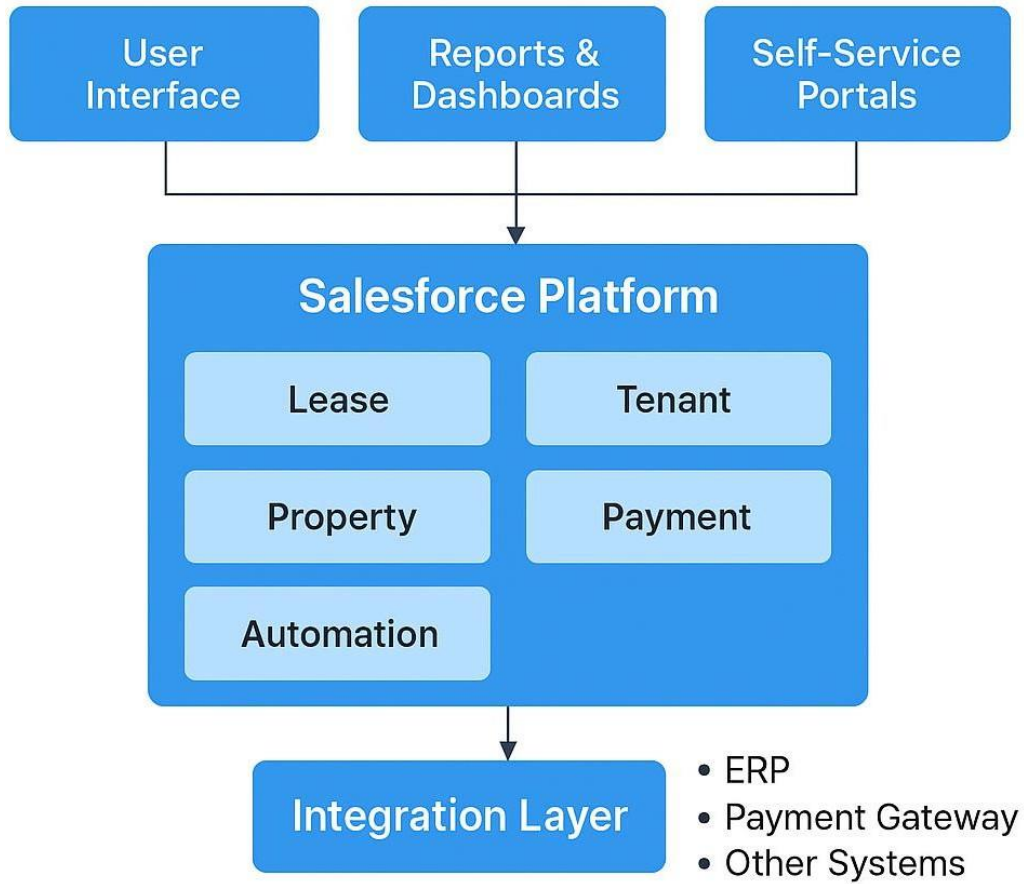 User
Interface
Reports &
Dashboards
Self-Service
Portals
Salesforce Platform
Lease
Tenant
Property
Payment
Automation
Integration Layer
• ERP
• Payment Gateway
• Other Systems